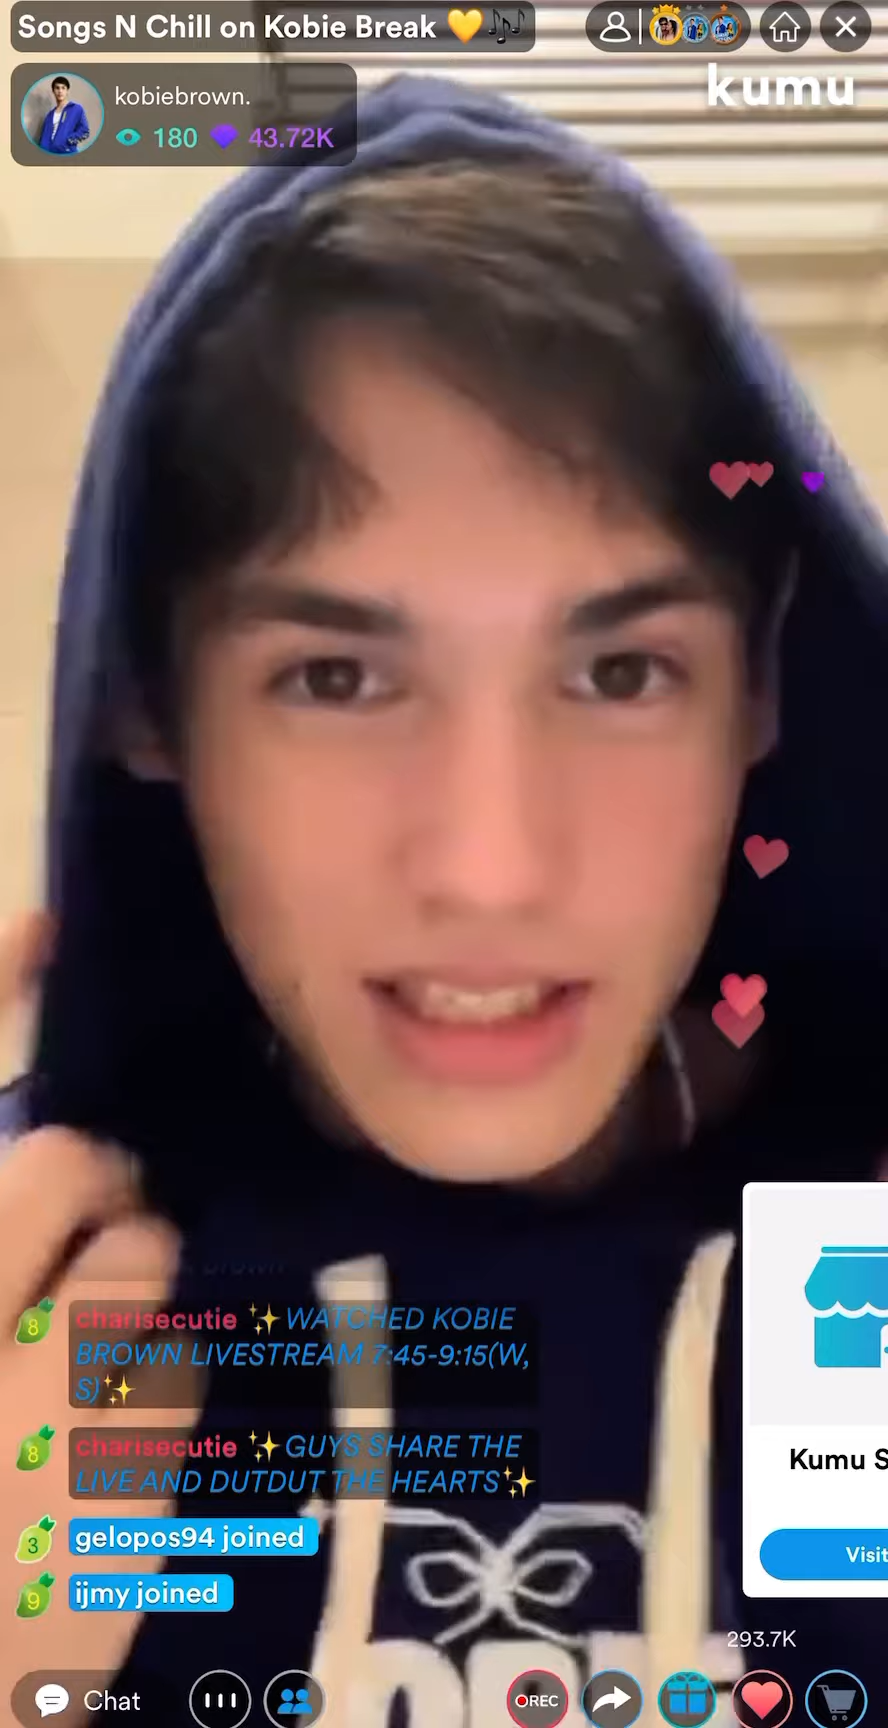 Songs N Chill on Kobie Break 💛🎶
kobiebrown.
180 43.72K
kumu
8 charisecutie ✨WATCHED KOBIE
BROWN LIVESTREAM 7:45-9:15(W,
S)✨
8 charisecutie ✨GUYS SHARE THE
LIVE AND DUTDUT THE HEARTS✨
3 gelopos94 joined
9 ijmy joined
Kumu S
Visit
293.7K
Chat
REC